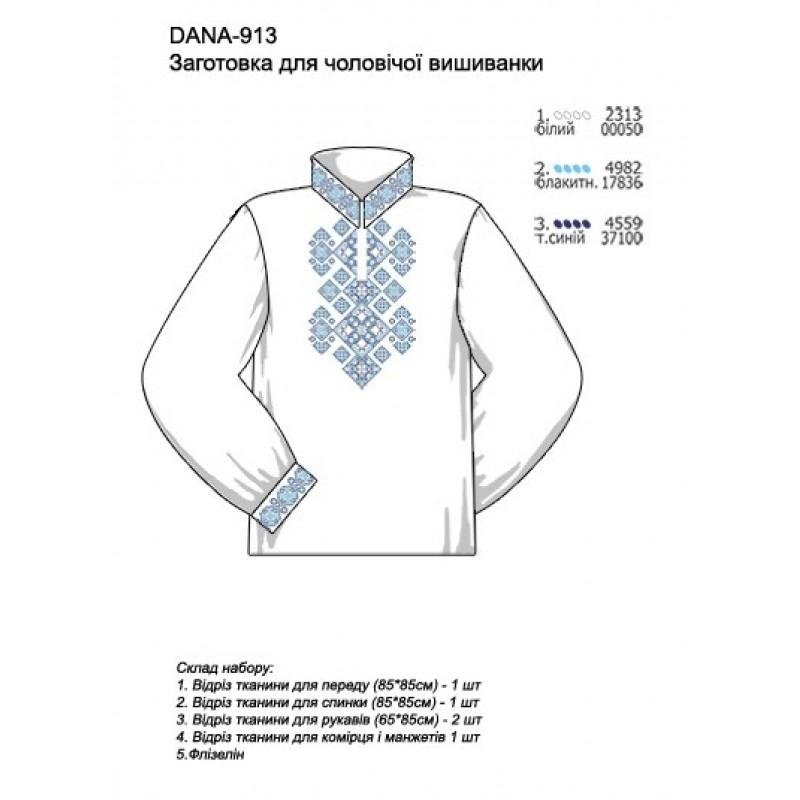 DANA-913
Заготовка для чоловічої вишиванки
1. 2313
білий 00050
2. 4982
блакитн. 17836
3. 4559
т.синій 37100
Склад набору:
1. Відріз тканини для переду (85*85см) - 1 шт
2. Відріз тканини для спинки (85*85см) - 1 шт
3. Відріз тканини для рукавів (65*85см) - 2 шт
4. Відріз тканини для комірця і манжетів 1 шт
5.Флізелін